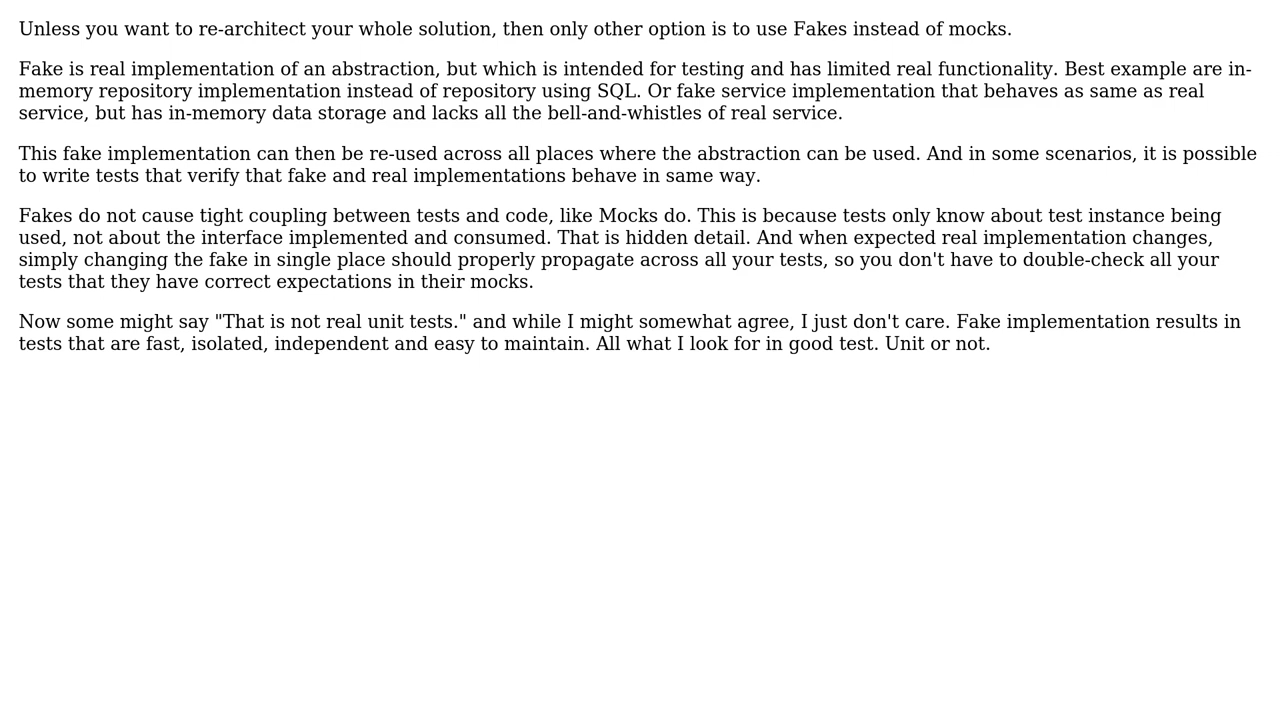 Unless you want to re-architect your whole solution, then only other option is to use Fakes instead of mocks.
Fake is real implementation of an abstraction, but which is intended for testing and has limited real functionality. Best example are in-
memory repository implementation instead of repository using SQL. Or fake service implementation that behaves as same as real
service, but has in-memory data storage and lacks all the bell-and-whistles of real service.
This fake implementation can then be re-used across all places where the abstraction can be used. And in some scenarios, it is possible
to write tests that verify that fake and real implementations behave in same way.
Fakes do not cause tight coupling between tests and code, like Mocks do. This is because tests only know about test instance being
used, not about the interface implemented and consumed. That is hidden detail. And when expected real implementation changes,
simply changing the fake in single place should properly propagate across all your tests, so you don't have to double-check all your
tests that they have correct expectations in their mocks.
Now some might say "That is not real unit tests." and while I might somewhat agree, I just don't care. Fake implementation results in
tests that are fast, isolated, independent and easy to maintain. All what I look for in good test. Unit or not.